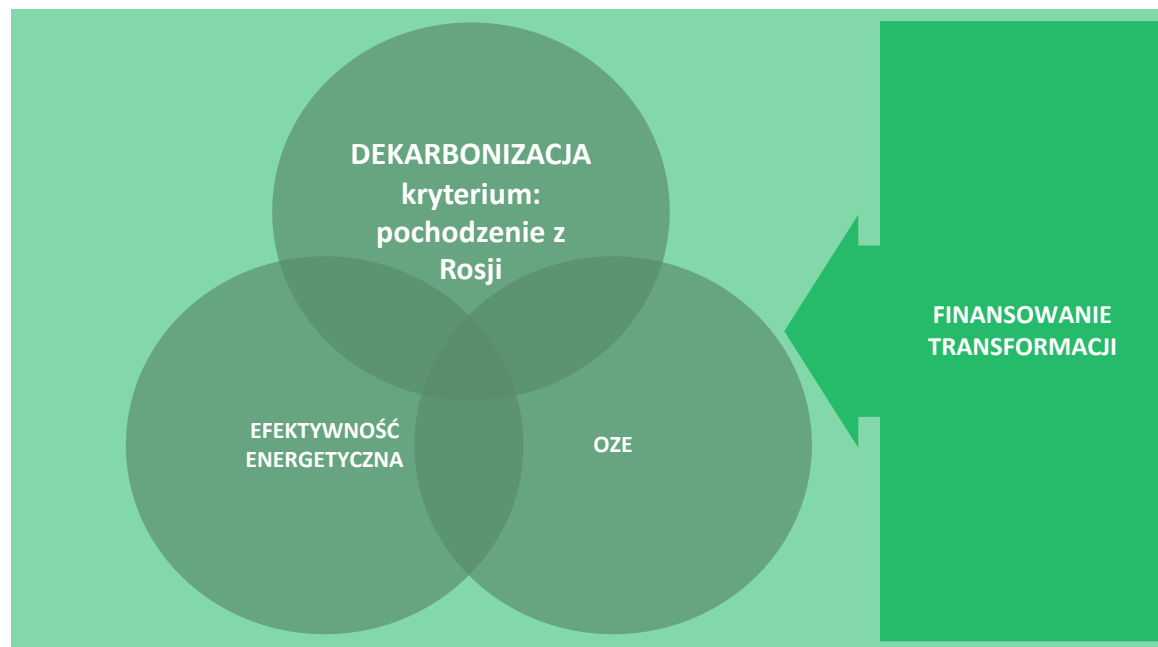 DEKARBONIZACJA
kryterium:
pochodzenie z
Rosji
EFEKTYWNOŚĆ
ENERGETYCZNA
OZE
FINANSOWANIE
TRANSFORMACJI